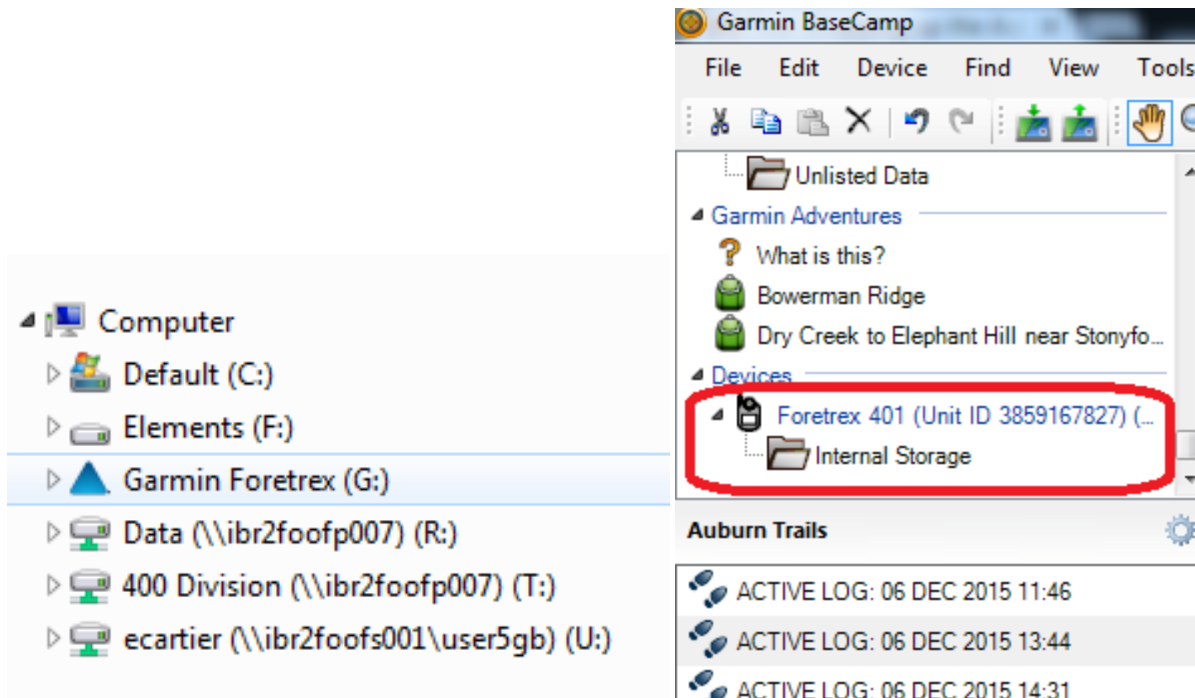 Computer
Default (C:)
Elements (F:)
Garmin Foretrex (G:)
Data (\\ibr2foofp007) (R:)
400 Division (\\ibr2foofp007) (T:)
ecartier (\\ibr2foofs001\user5gb) (U:)
Garmin BaseCamp
File Edit Device Find View Tools
Unlisted Data
Garmin Adventures
What is this?
Bowerman Ridge
Dry Creek to Elephant Hill near Stonyfo...
Devices
Foretrex 401 (Unit ID 3859167827) (...
Internal Storage
Auburn Trails
ACTIVE LOG: 06 DEC 2015 11:46
ACTIVE LOG: 06 DEC 2015 13:44
ACTIVE LOG: 06 DEC 2015 14:31